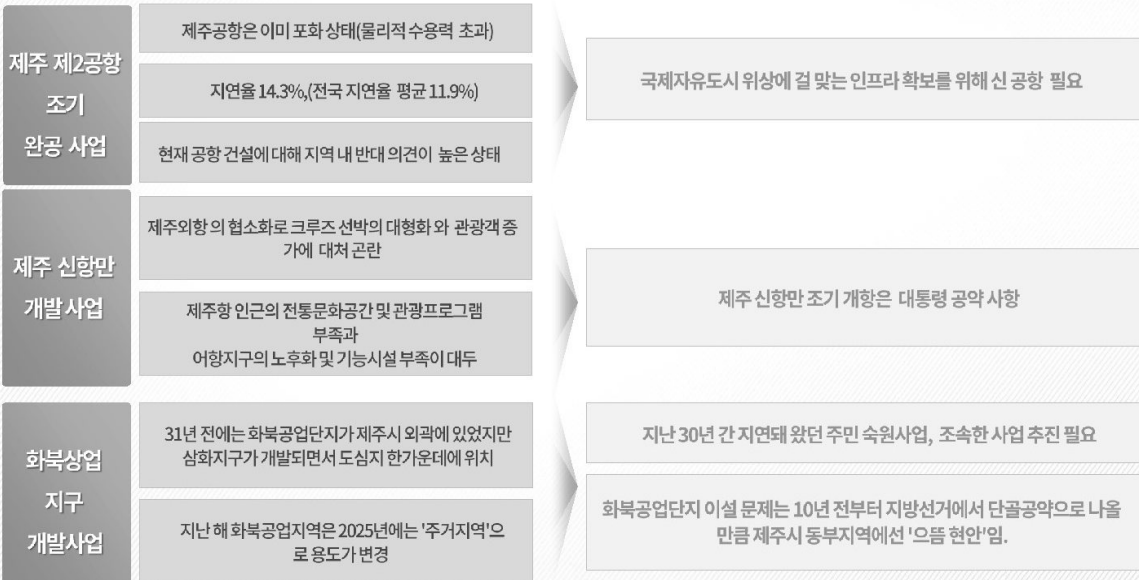 제주 제2공항
조기
완공 사업
제주공항은 이미 포화 상태(물리적 수용력 초과)
지연율 14.3%,(전국 지연율 평균 11.9%)
현재 공항 건설에 대해 지역 내 반대 의견이 높은 상태
국제자유도시 위상에 걸 맞는 인프라 확보를 위해 신 공항 필요
제주 신항만
개발 사업
제주외항 의 협소화로 크루즈 선박의 대형화 와 관광객 증
가에 대처 곤란
제주항 인근의 전통문화공간 및 관광프로그램
부족과
어항지구의 노후화 및 기능시설 부족이 대두
제주 신항만 조기 개항은 대통령 공약 사항
화북상업
지구
개발사업
31년 전에는 화북공업단지가 제주시 외곽에 있었지만
삼화지구가 개발되면서 도심지 한가운데에 위치
지난 해 화북공업지역은 2025년에는 '주거지역'으
로 용도가 변경
지난 30년 간 지연돼 왔던 주민 숙원사업, 조속한 사업 추진 필요
화북공업단지 이설 문제는 10년 전부터 지방선거에서 단골공약으로 나올
만큼 제주시 동부지역에선 '으뜸 현안'임.